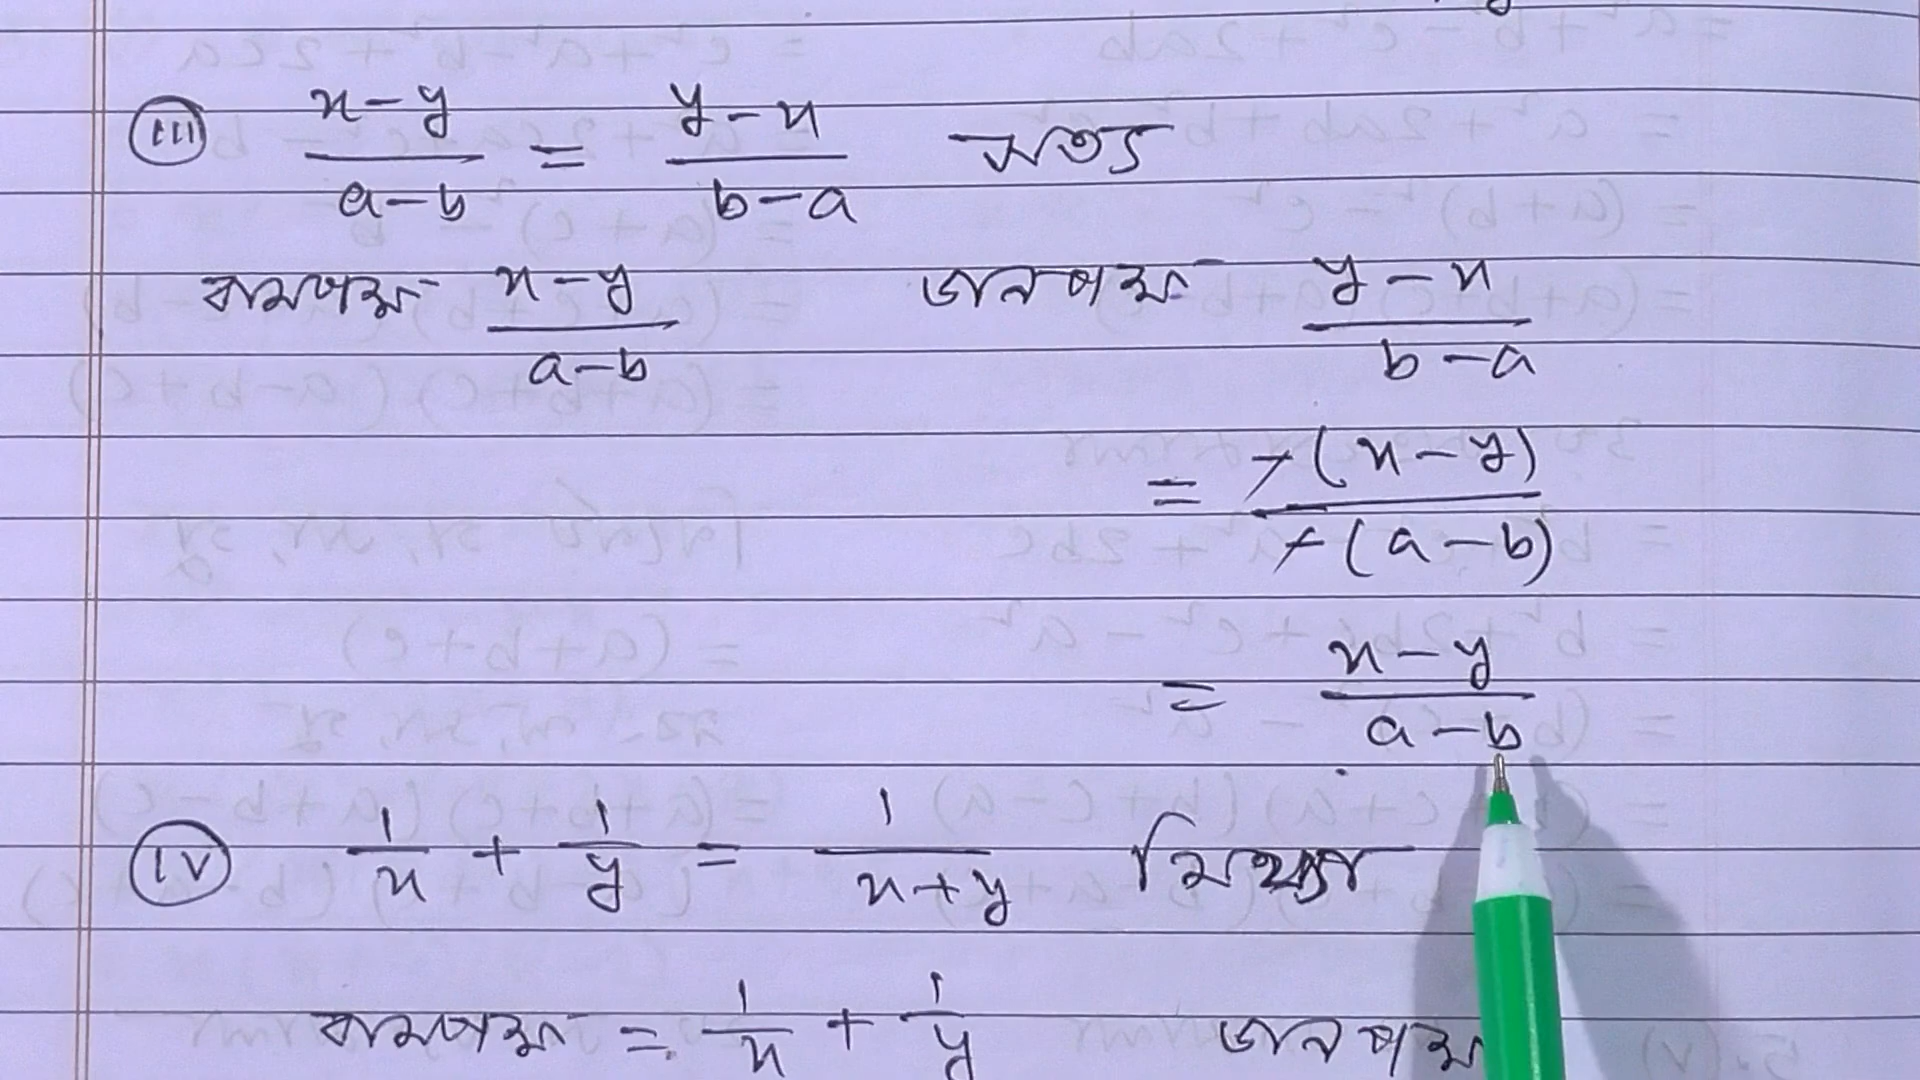 (iii) x-y/a-b = y-x/b-a সত্য
বামপক্ষ x-y/a-b ডানপক্ষ y-x/b-a
= -(x-y)/-(a-b)
= x-y/a-b
(iv) 1/x + 1/y = 1/x+y মিথ্যা
বামপক্ষ = 1/x + 1/y ডানপক্ষ